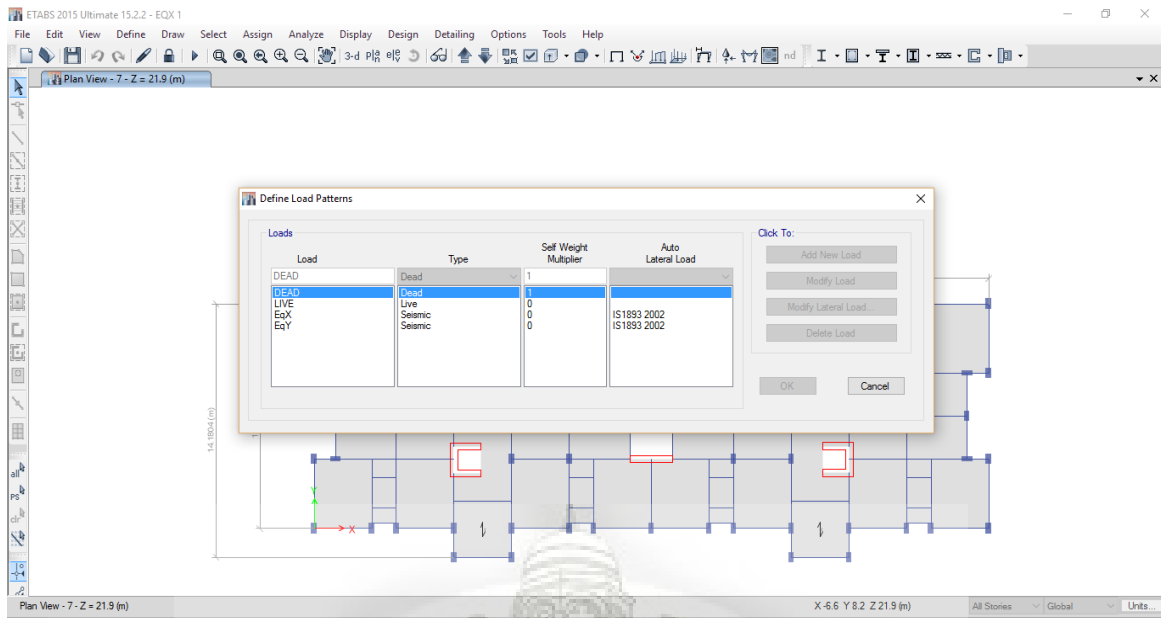 ETABS 2015 Ultimate 15.2.2 - EQX 1
File Edit View Define Draw Select Assign Analyze Display Design Detailing Options Tools Help
3-d nd
Plan View - 7 - Z = 21.9 (m)
Define Load Patterns
Loads
Click To:
Load Type Self Weight Multiplier Auto Lateral Load
DEAD Dead 1
DEAD Dead 1
LIVE Live 0
EqX Seismic 0 IS1893 2002
EqY Seismic 0 IS1893 2002
Add New Load
Modify Load
Modify Lateral Load...
Delete Load
OK Cancel
14.1804 (m)
Y
X
all
PS
clr
Plan View - 7 - Z = 21.9 (m) X -6.6 Y 8.2 Z 21.9 (m) All Stories Global Units...